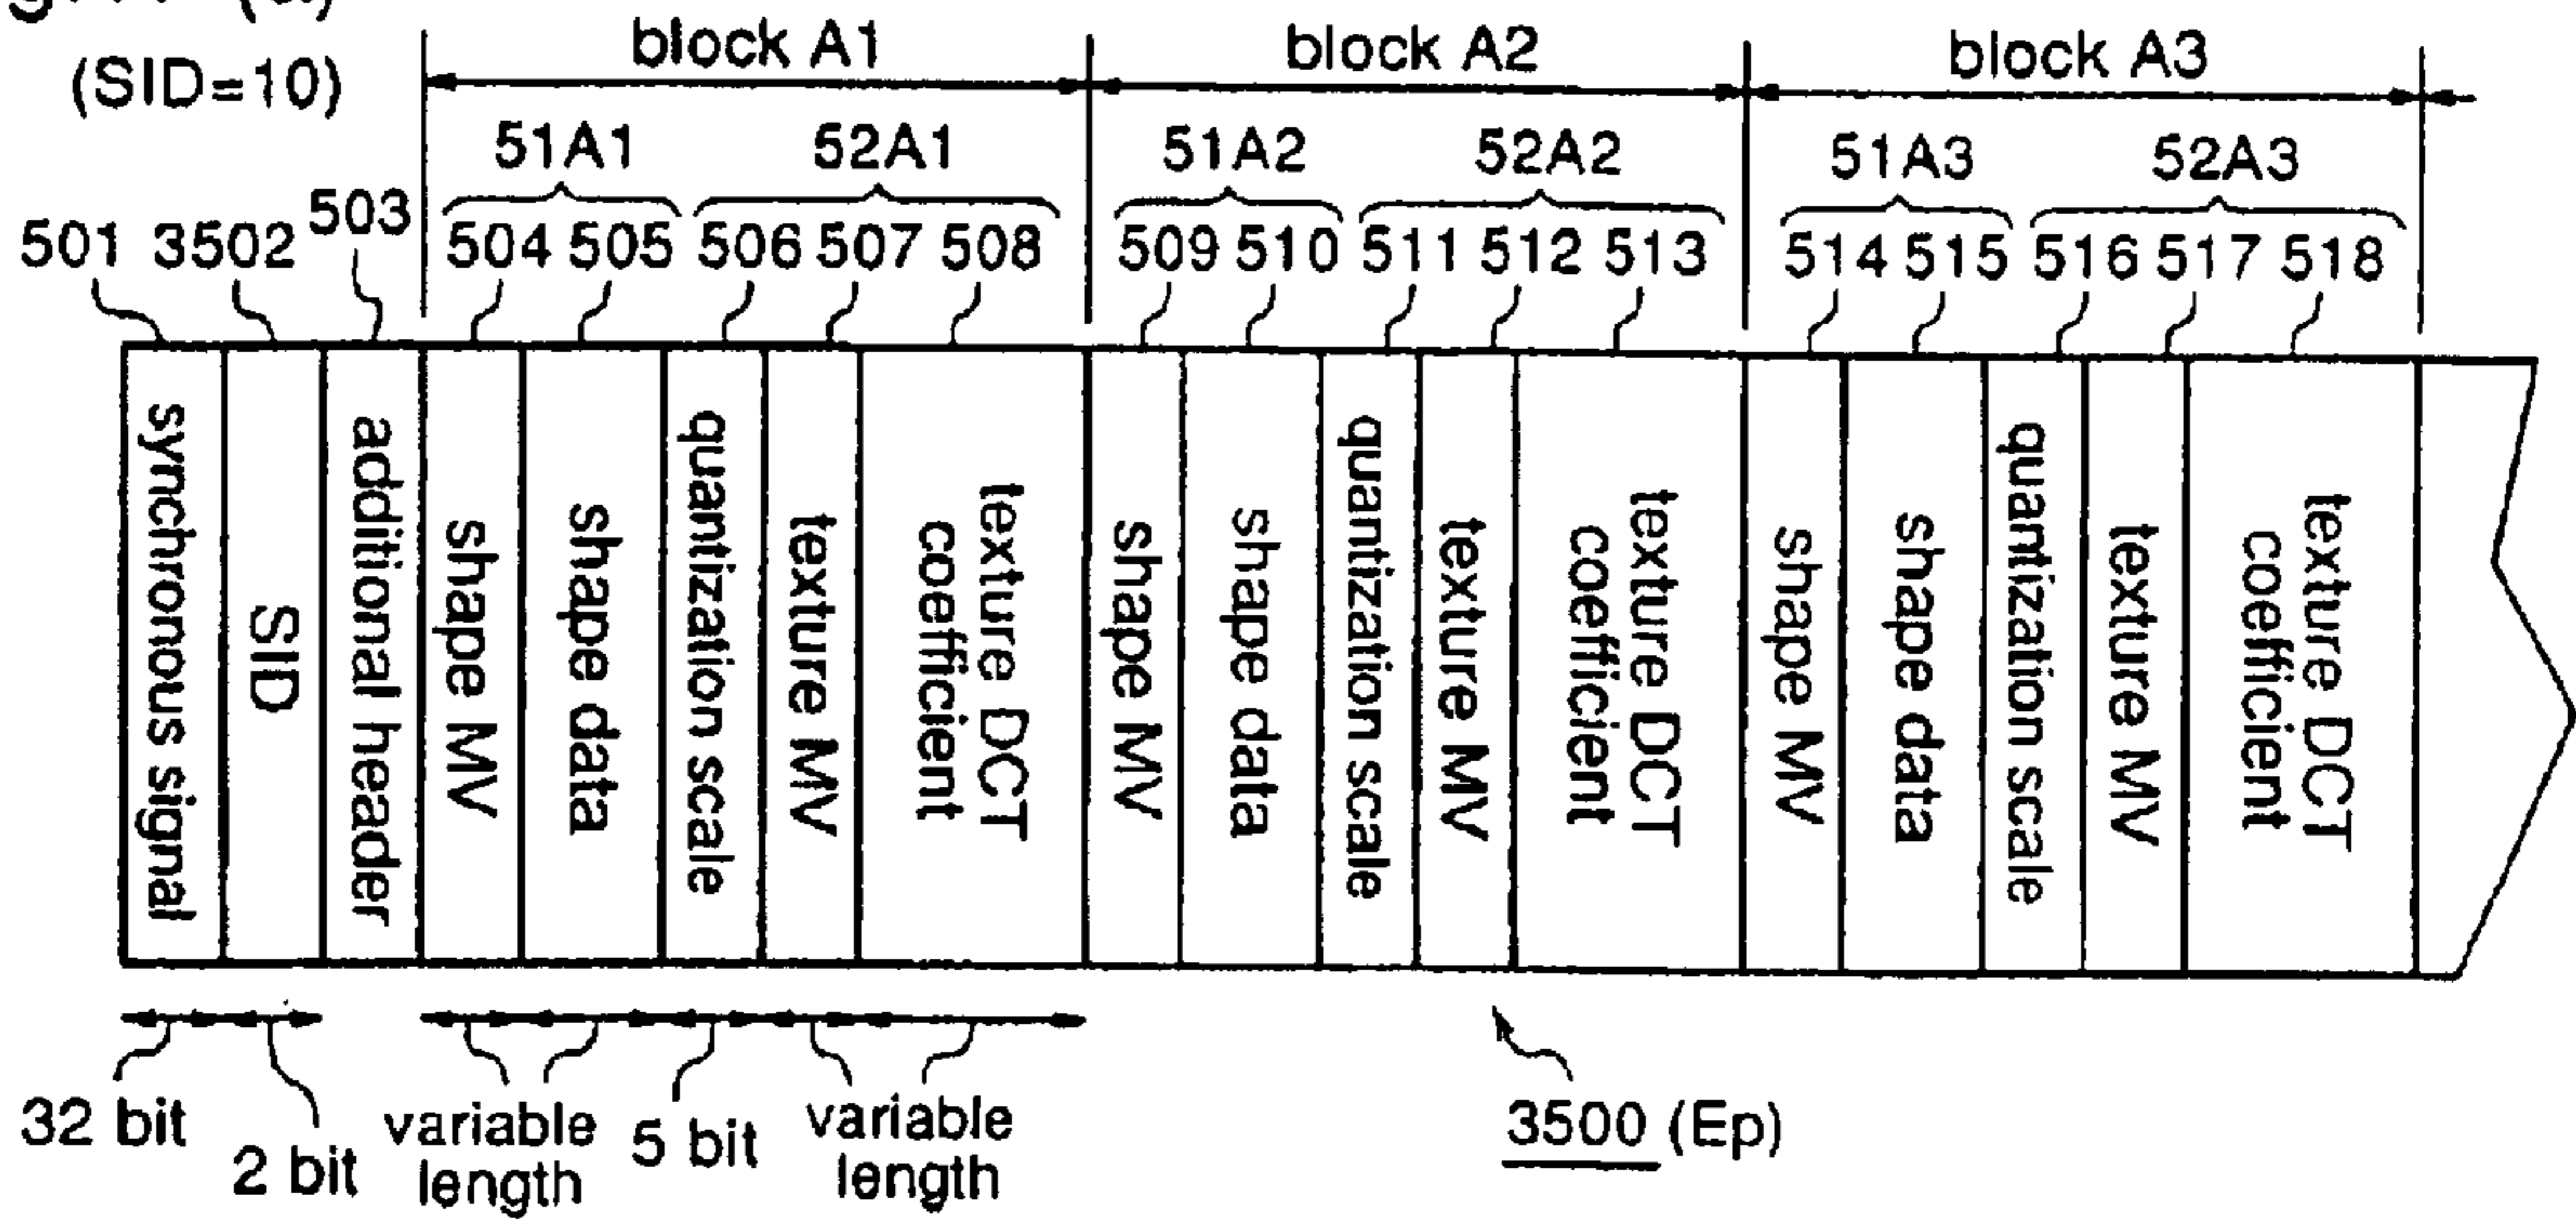 (SID=10)
block A1
block A2
block A3
51A1
52A1
51A2
52A2
51A3
52A3
501 3502 503 504 505 506 507 508 509 510 511 512 513 514 515 516 517 518
synchronous signal
SID
additional header
shape MV
shape data
quantization scale
texture MV
texture DCT
coefficient
shape MV
shape data
quantization scale
texture MV
texture DCT
coefficient
shape MV
shape data
quantization scale
texture MV
texture DCT
coefficient
32 bit
2 bit
variable
length
5 bit
variable
length
3500 (Ep)